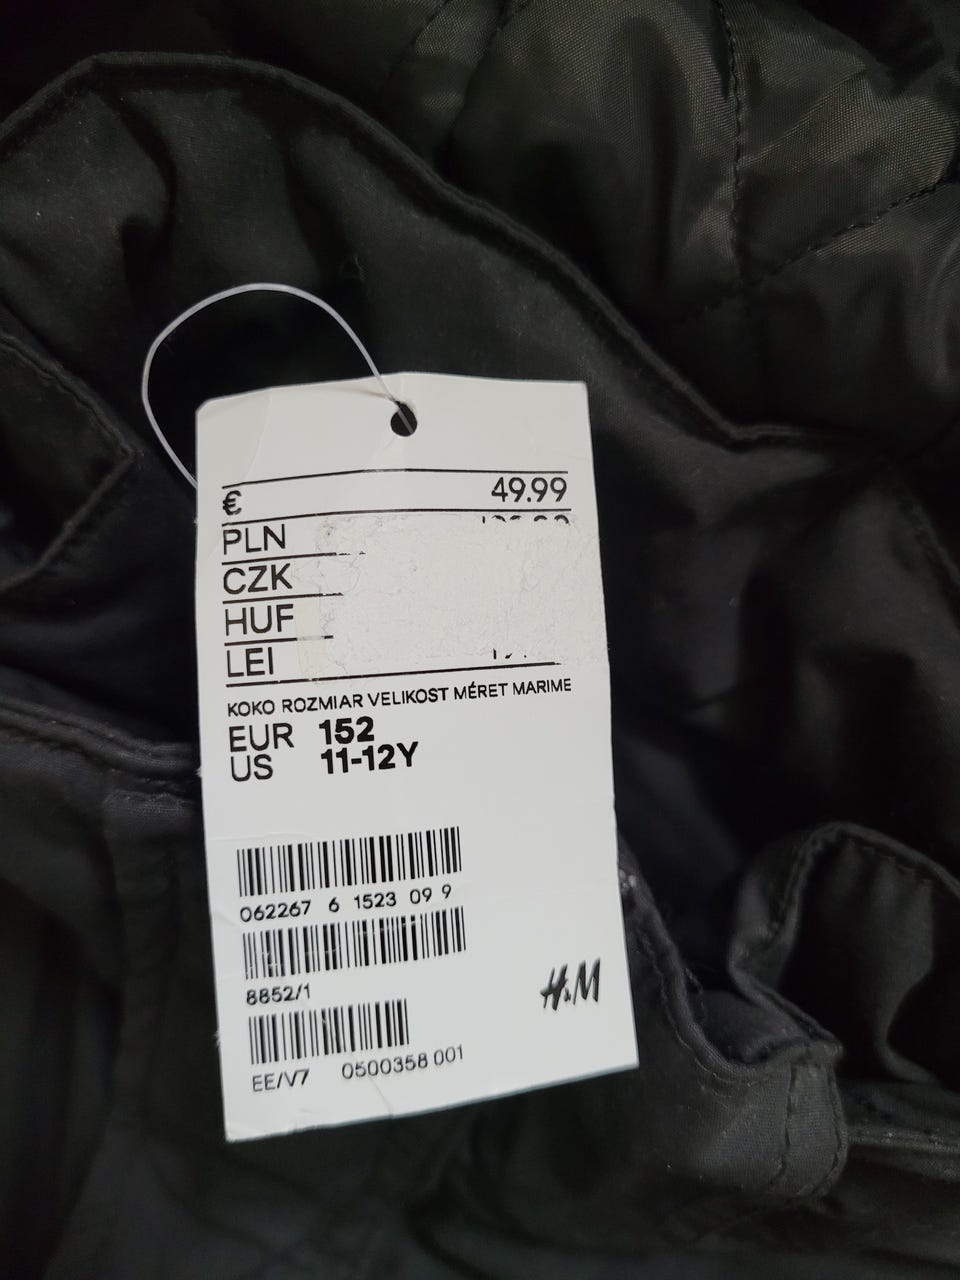 € 49.99
PLN
CZK
HUF
LEI
KOKO ROZMIAR VELIKOST MÉRET MARIME
EUR 152
US 11-12Y
062267 6 1523 09 9
8852/1
H&M
EE/V7 0500358 001